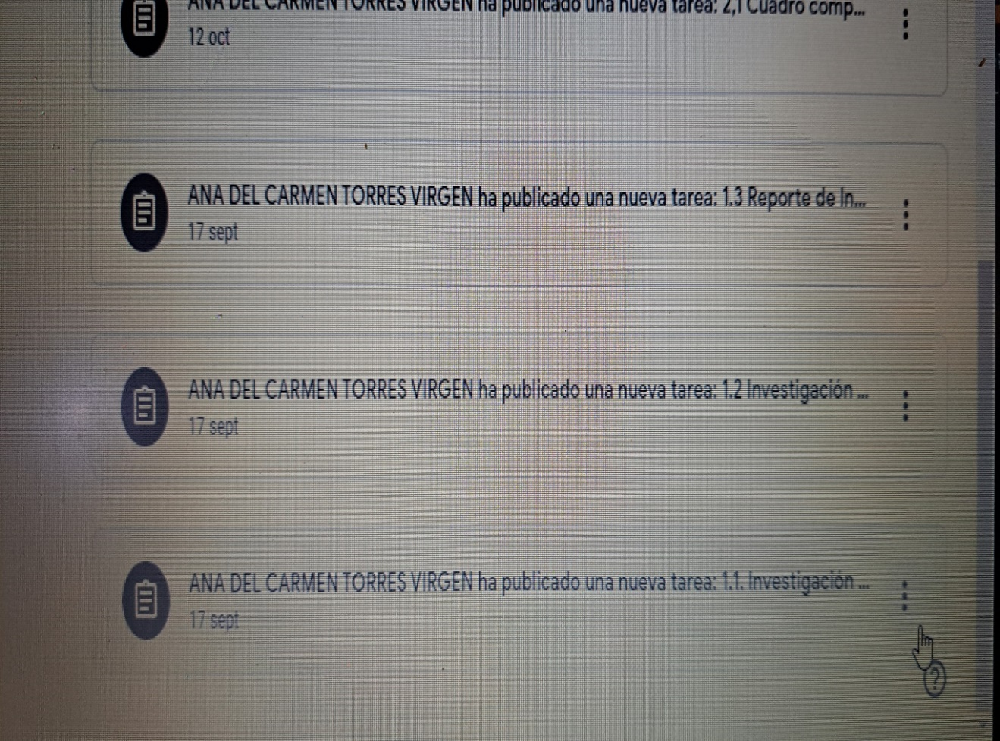 ANA DEL CARMEN TORRES VIRGEN ha publicado una nueva tarea: 2,1 Cuadro comp...
12 oct
ANA DEL CARMEN TORRES VIRGEN ha publicado una nueva tarea: 1.3 Reporte de In...
17 sept
ANA DEL CARMEN TORRES VIRGEN ha publicado una nueva tarea: 1.2 Investigación ...
17 sept
ANA DEL CARMEN TORRES VIRGEN ha publicado una nueva tarea: 1.1. Investigación ...
17 sept
?